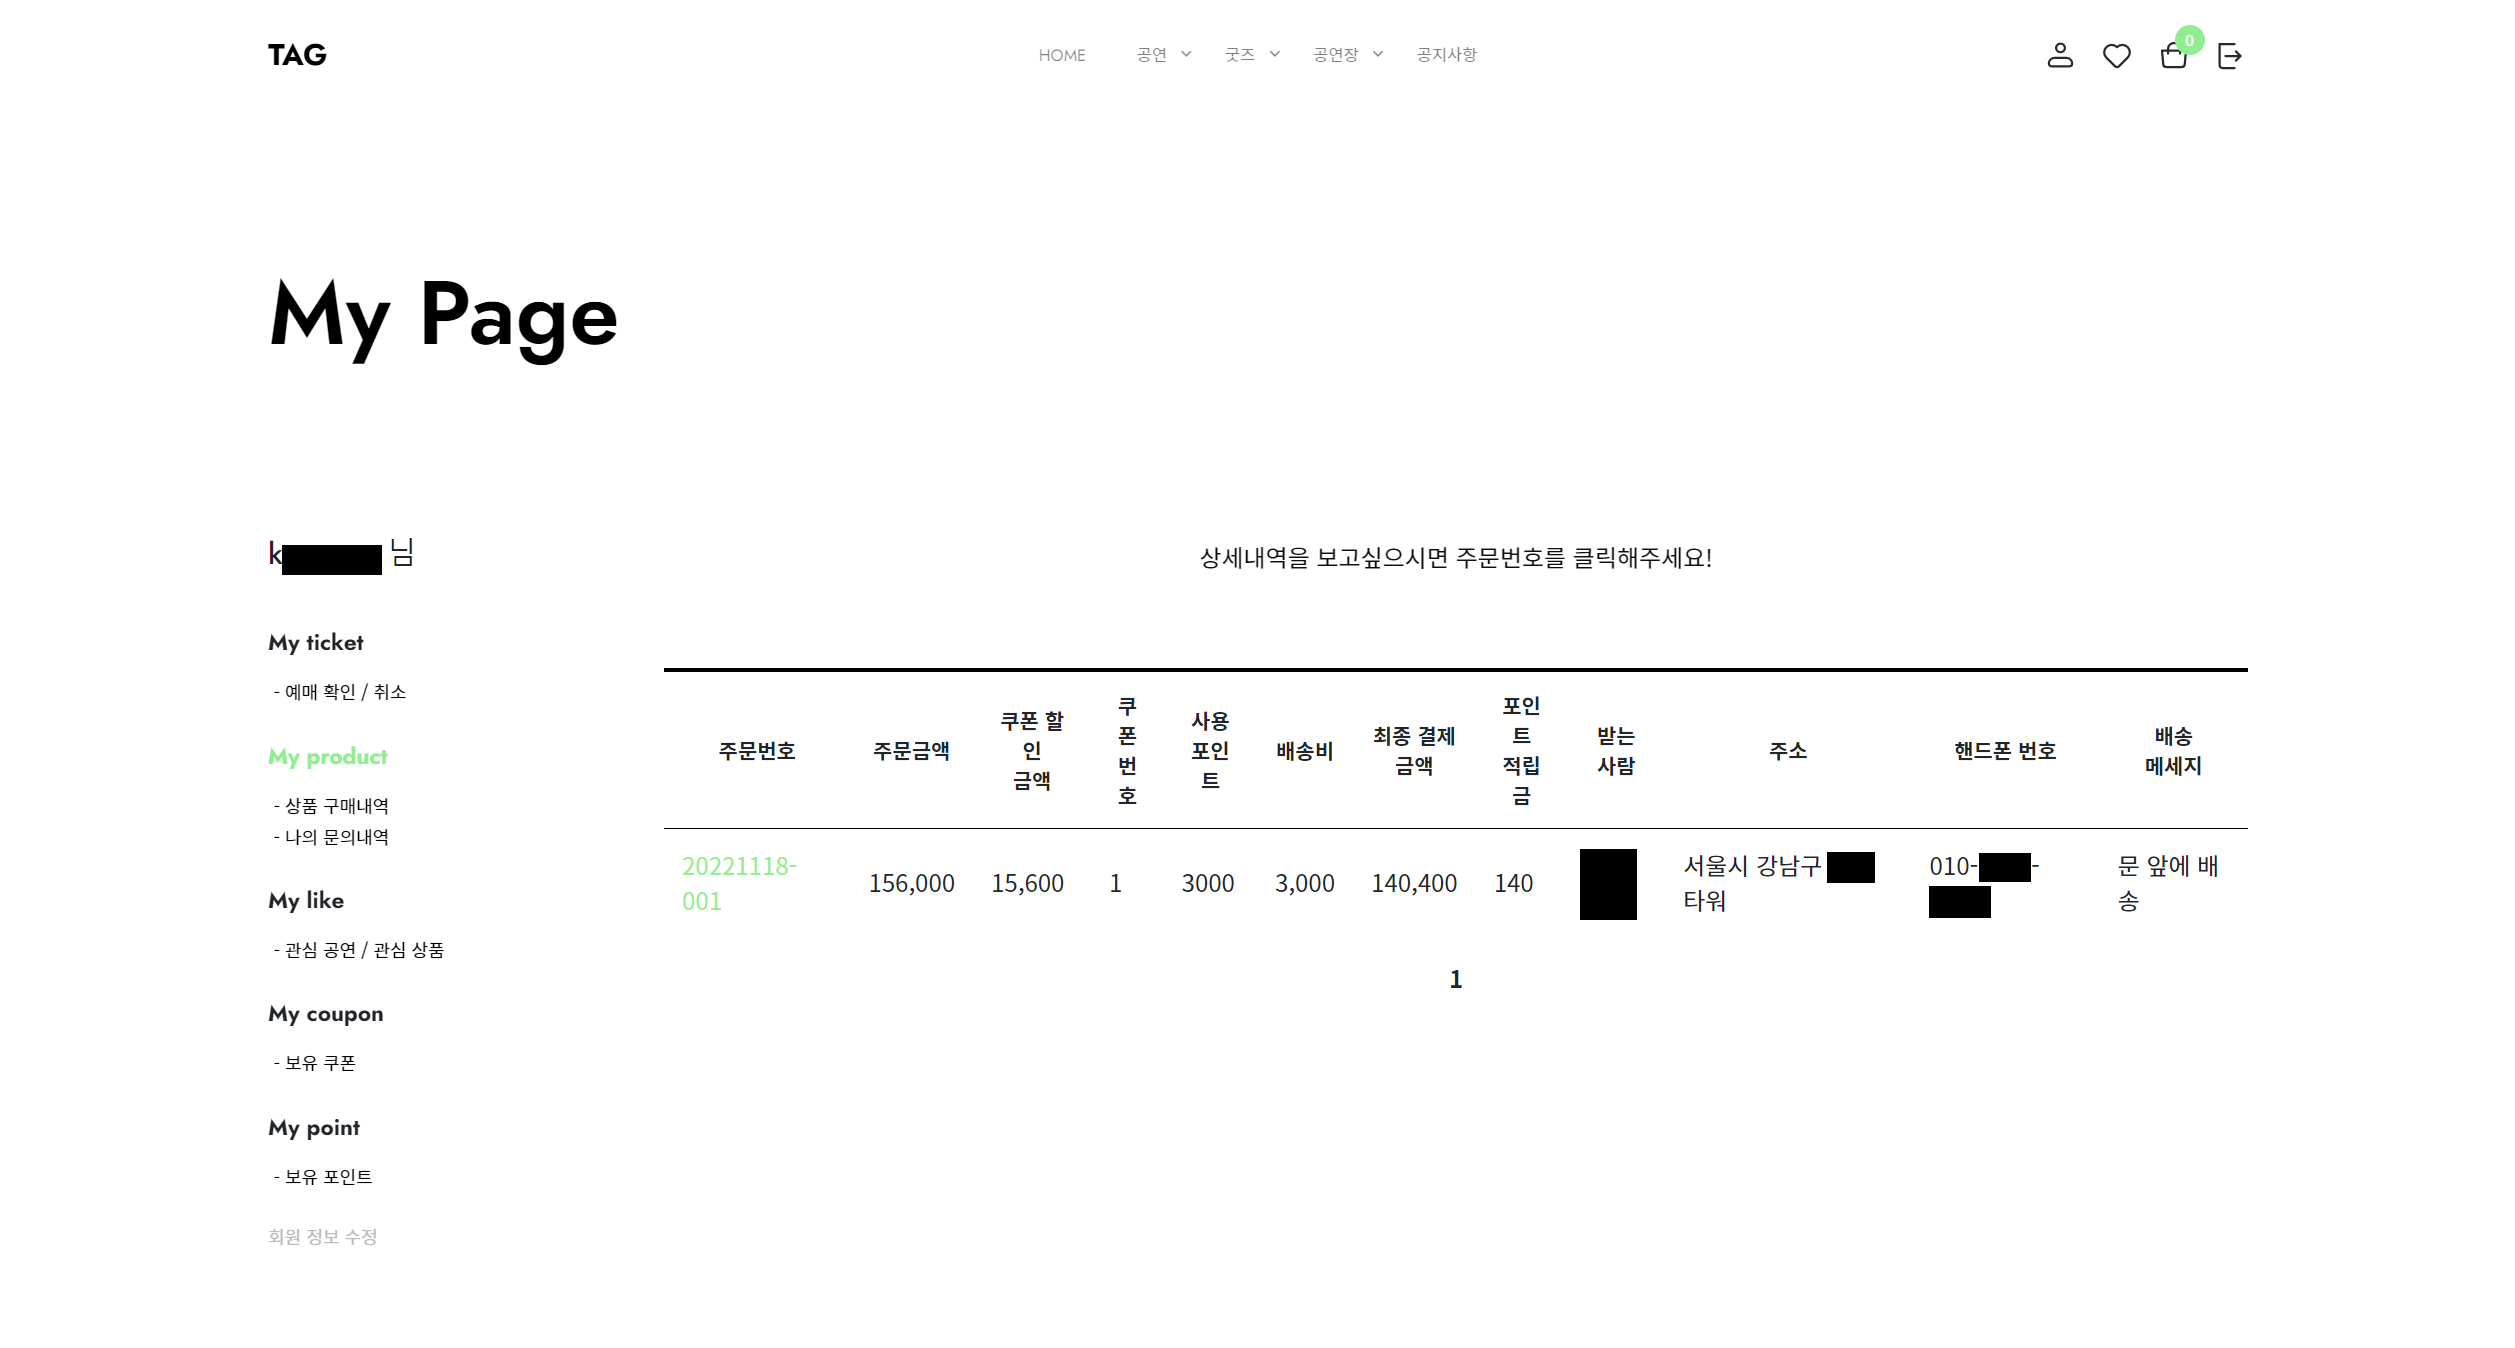 TAG
HOME 공연 굿즈 공연장 공지사항
0
My Page
k 님
My ticket
- 예매 확인 / 취소
My product
- 상품 구매내역
- 나의 문의내역
My like
- 관심 공연 / 관심 상품
My coupon
- 보유 쿠폰
My point
- 보유 포인트
회원 정보 수정
상세내역을 보고싶으시면 주문번호를 클릭해주세요!
주문번호
주문금액
쿠폰 할
인
금액
쿠
폰
번
호
사용
포인
트
배송비
최종 결제
금액
포인
트
적립
금
받는
사람
주소
핸드폰 번호
배송
메세지
20221118-
001
156,000
15,600
1
3000
3,000
140,400
140
서울시 강남구
타워
010- -
문 앞에 배
송
1